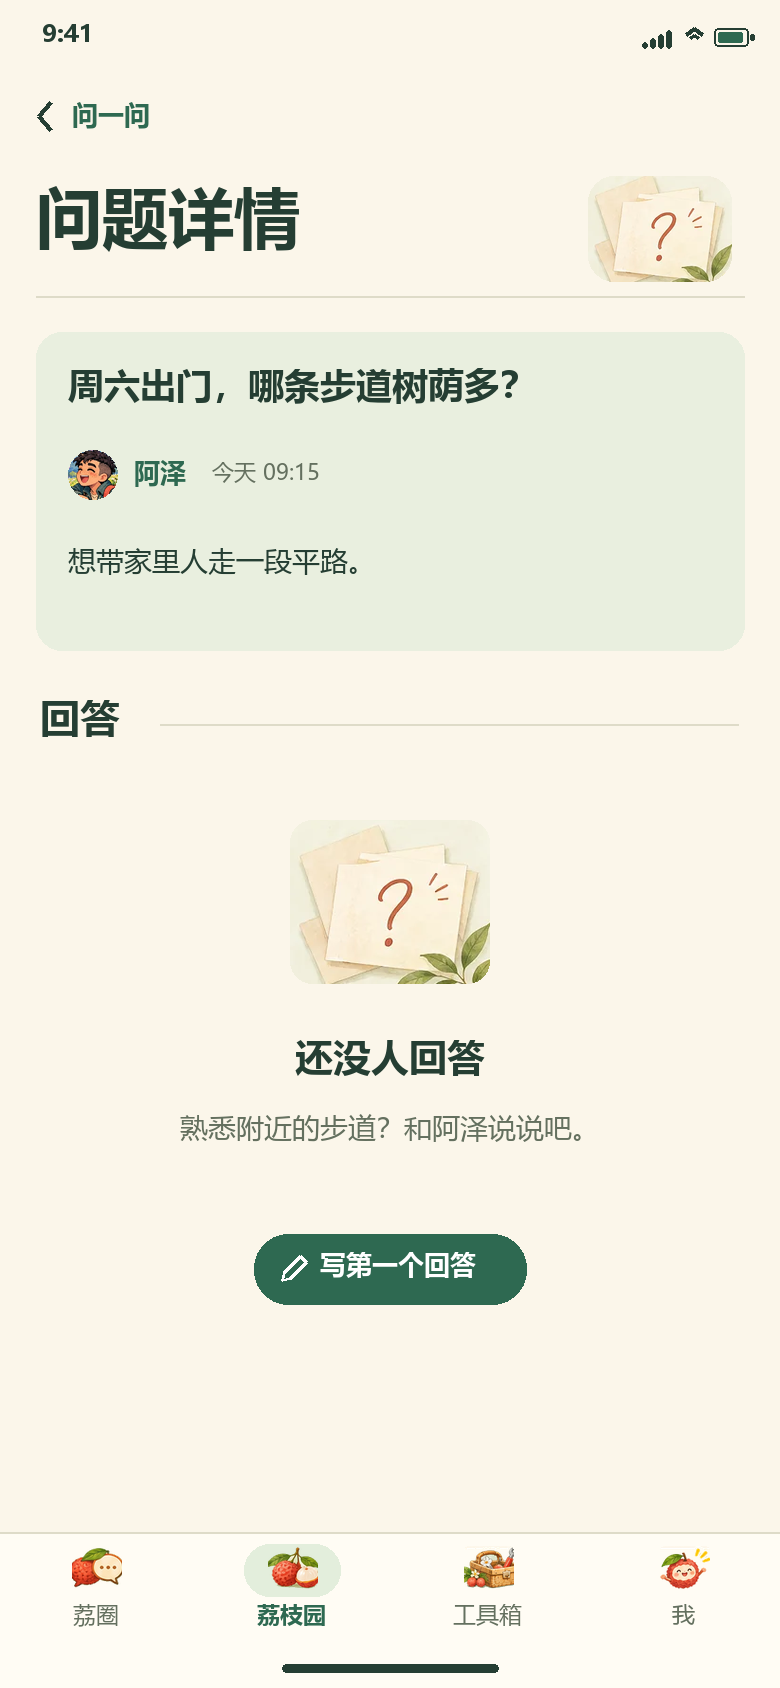 9:41
问一问
问题详情
?
周六出门，哪条步道树荫多？
阿泽 今天 09:15
想带家里人走一段平路。
回答
?
还没人回答
熟悉附近的步道？和阿泽说说吧。
写第一个回答
荔圈 荔枝园 工具箱 我